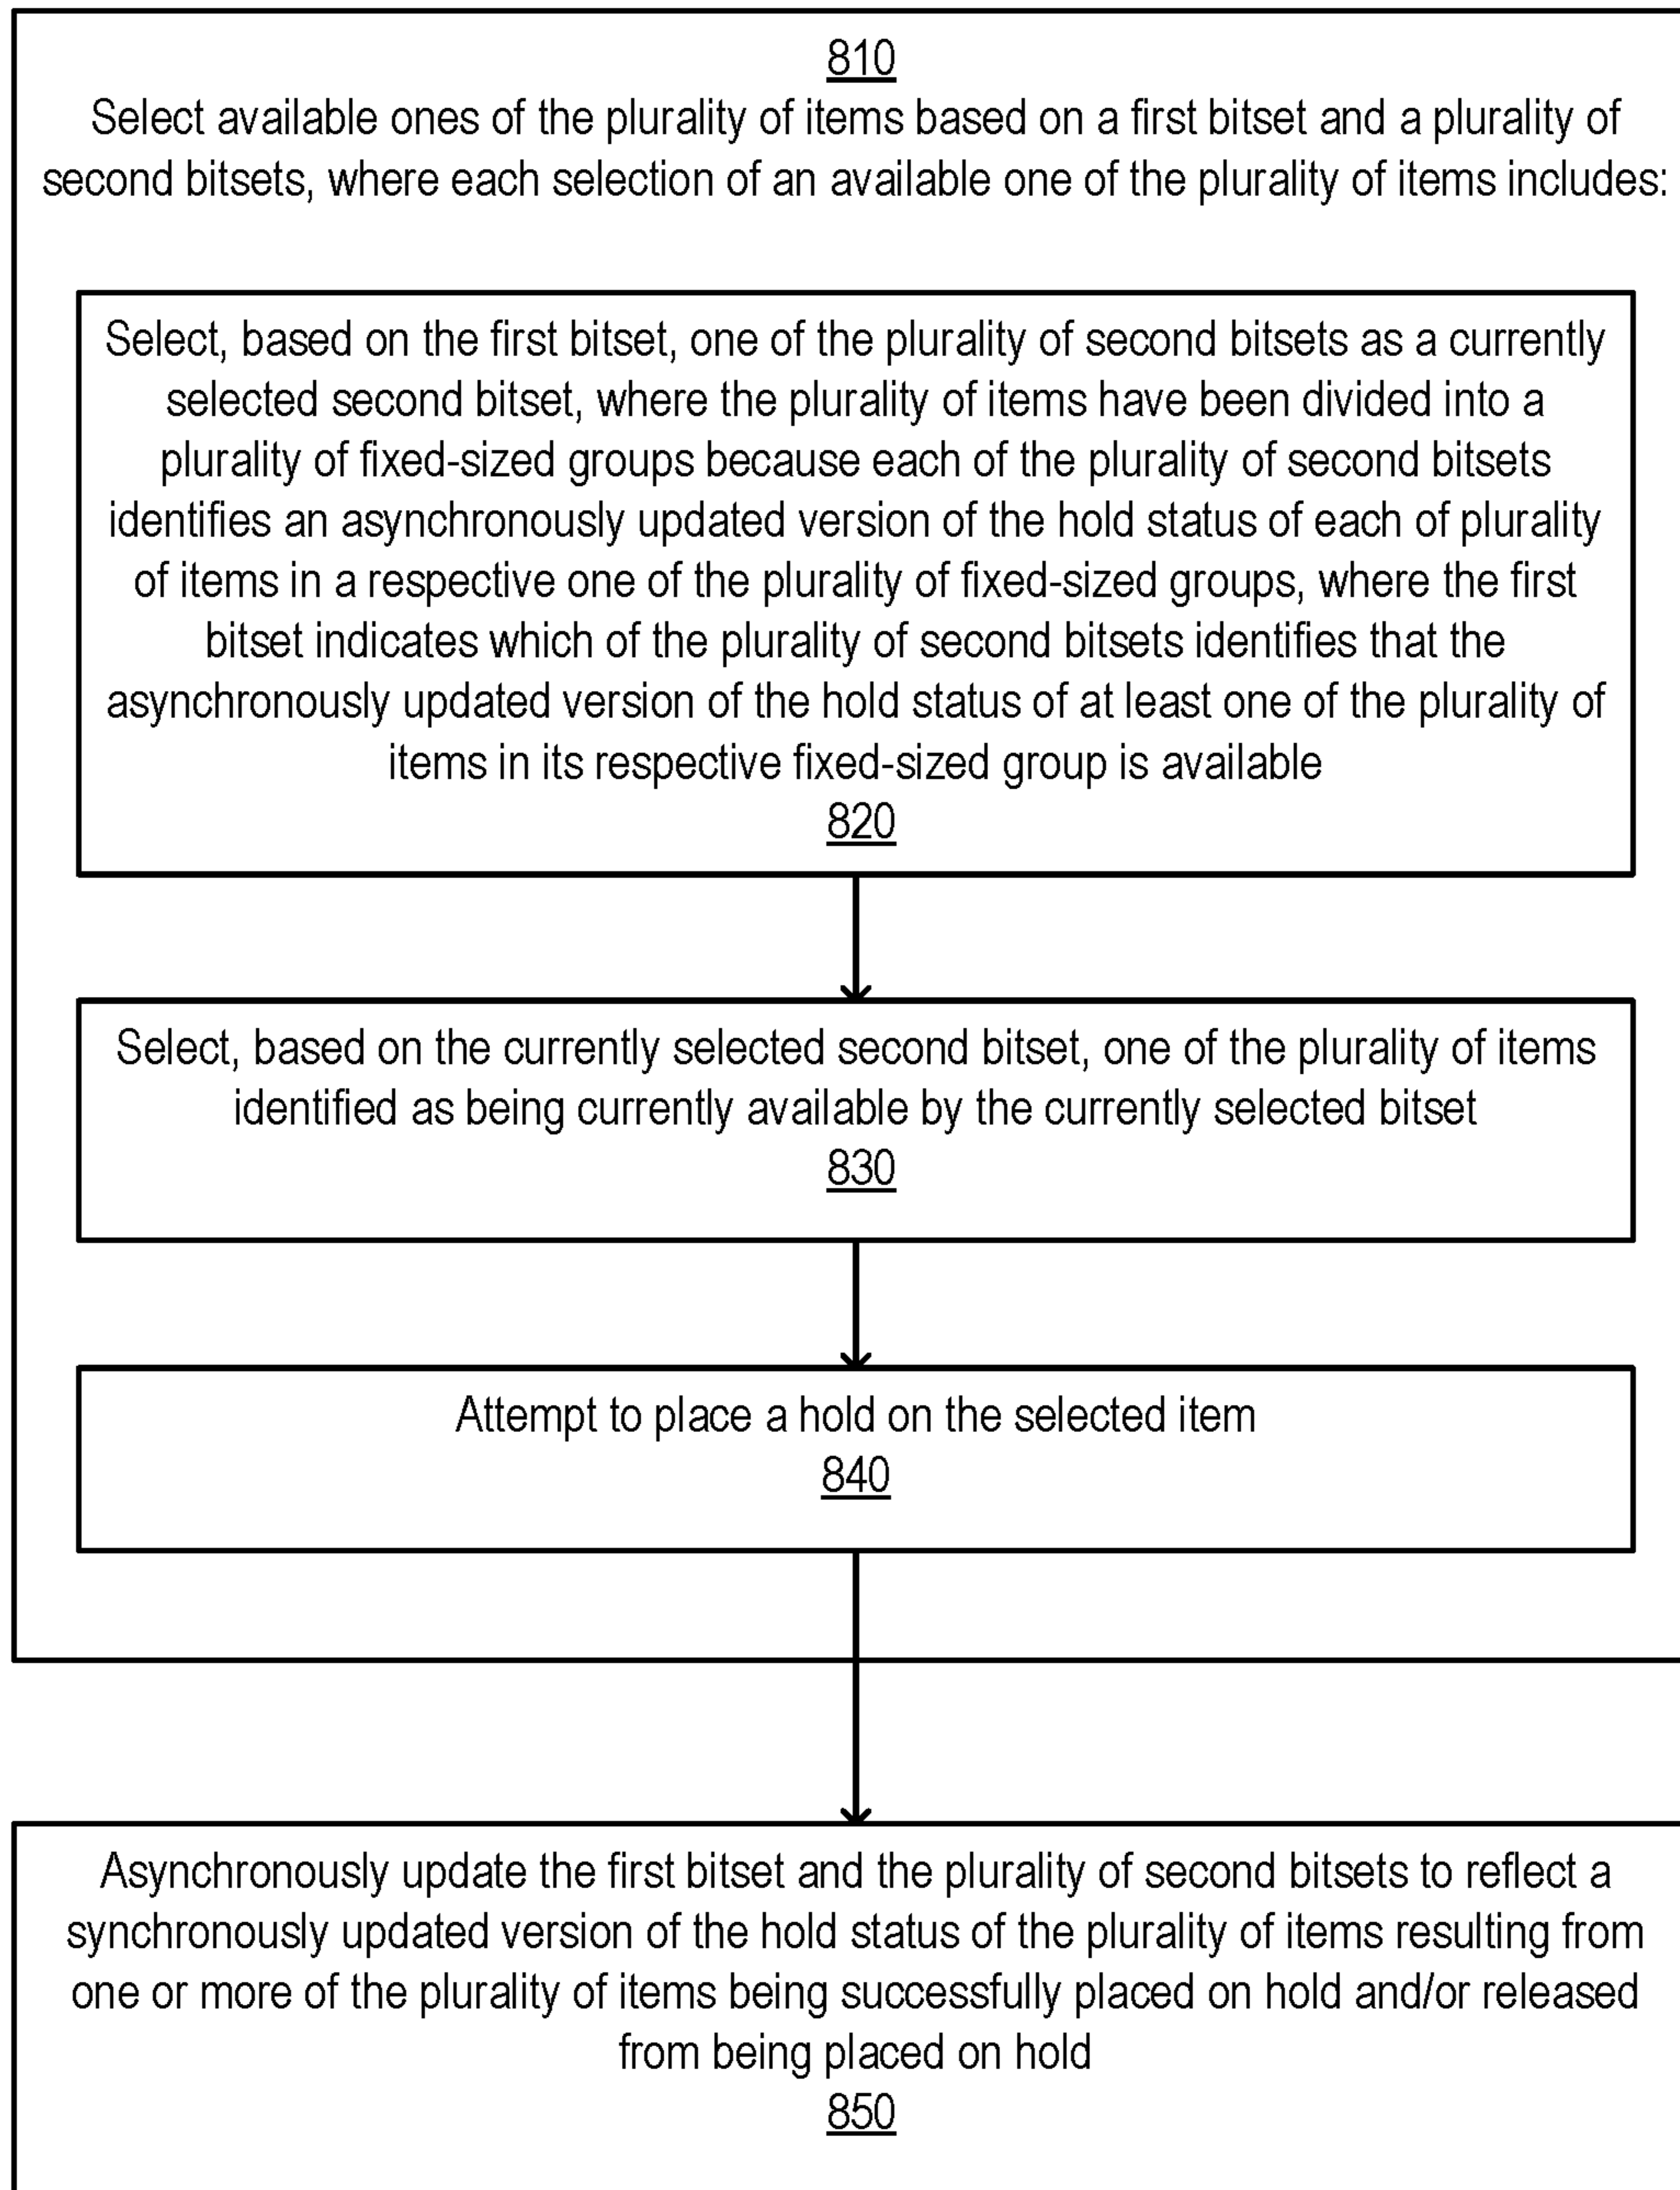 810
Select available ones of the plurality of items based on a first bitset and a plurality of
second bitsets, where each selection of an available one of the plurality of items includes:
Select, based on the first bitset, one of the plurality of second bitsets as a currently
selected second bitset, where the plurality of items have been divided into a
plurality of fixed-sized groups because each of the plurality of second bitsets
identifies an asynchronously updated version of the hold status of each of plurality
of items in a respective one of the plurality of fixed-sized groups, where the first
bitset indicates which of the plurality of second bitsets identifies that the
asynchronously updated version of the hold status of at least one of the plurality of
items in its respective fixed-sized group is available
820
Select, based on the currently selected second bitset, one of the plurality of items
identified as being currently available by the currently selected bitset
830
Attempt to place a hold on the selected item
840
Asynchronously update the first bitset and the plurality of second bitsets to reflect a
synchronously updated version of the hold status of the plurality of items resulting from
one or more of the plurality of items being successfully placed on hold and/or released
from being placed on hold
850